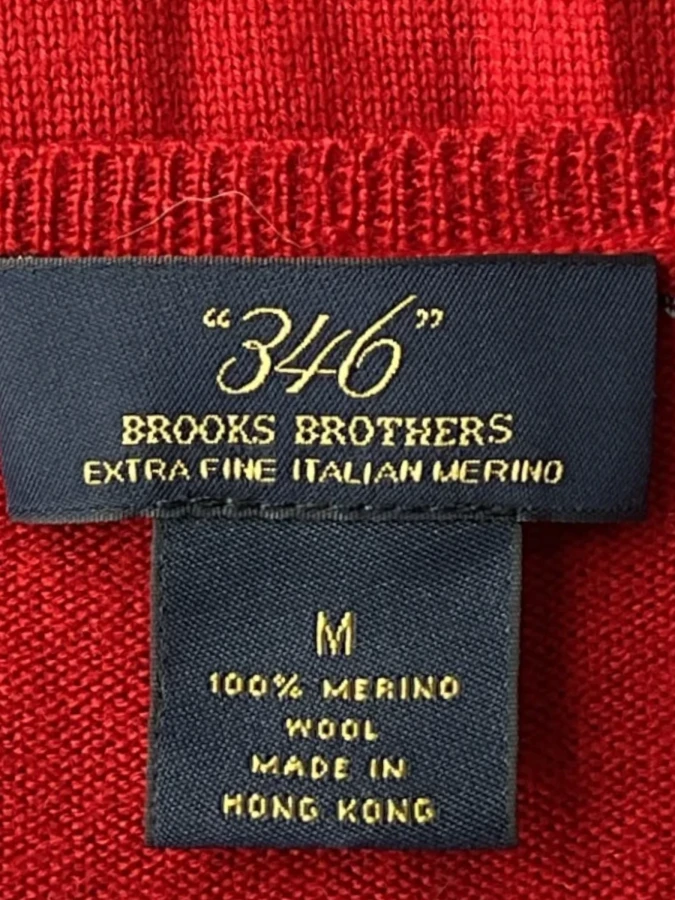 “346”
BROOKS BROTHERS
EXTRA FINE ITALIAN MERINO
M
100% MERINO
WOOL
MADE IN
HONG KONG